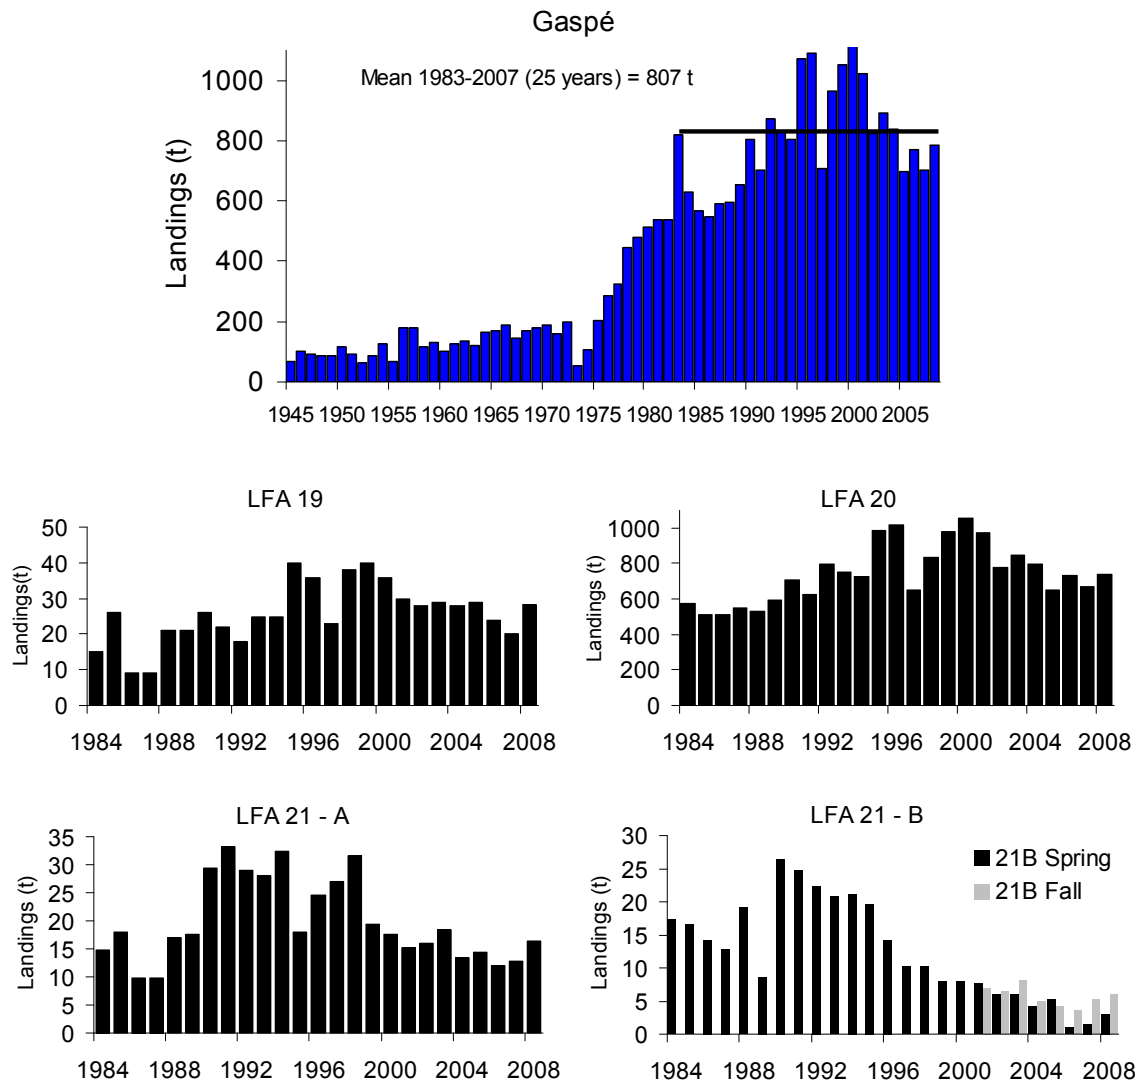 Gaspé
Mean 1983-2007 (25 years) = 807 t
Landings (t)
1000
800
600
400
200
0
1945 1950 1955 1960 1965 1970 1975 1980 1985 1990 1995 2000 2005
LFA 19
Landings(t)
50
40
30
20
10
0
1984 1988 1992 1996 2000 2004 2008
LFA 20
Landings (t)
1000
800
600
400
200
0
1984 1988 1992 1996 2000 2004 2008
LFA 21 - A
Landings (t)
35
30
25
20
15
10
5
0
1984 1988 1992 1996 2000 2004 2008
LFA 21 - B
Landings (t)
30
25
20
15
10
5
0
21B Spring
21B Fall
1984 1988 1992 1996 2000 2004 2008